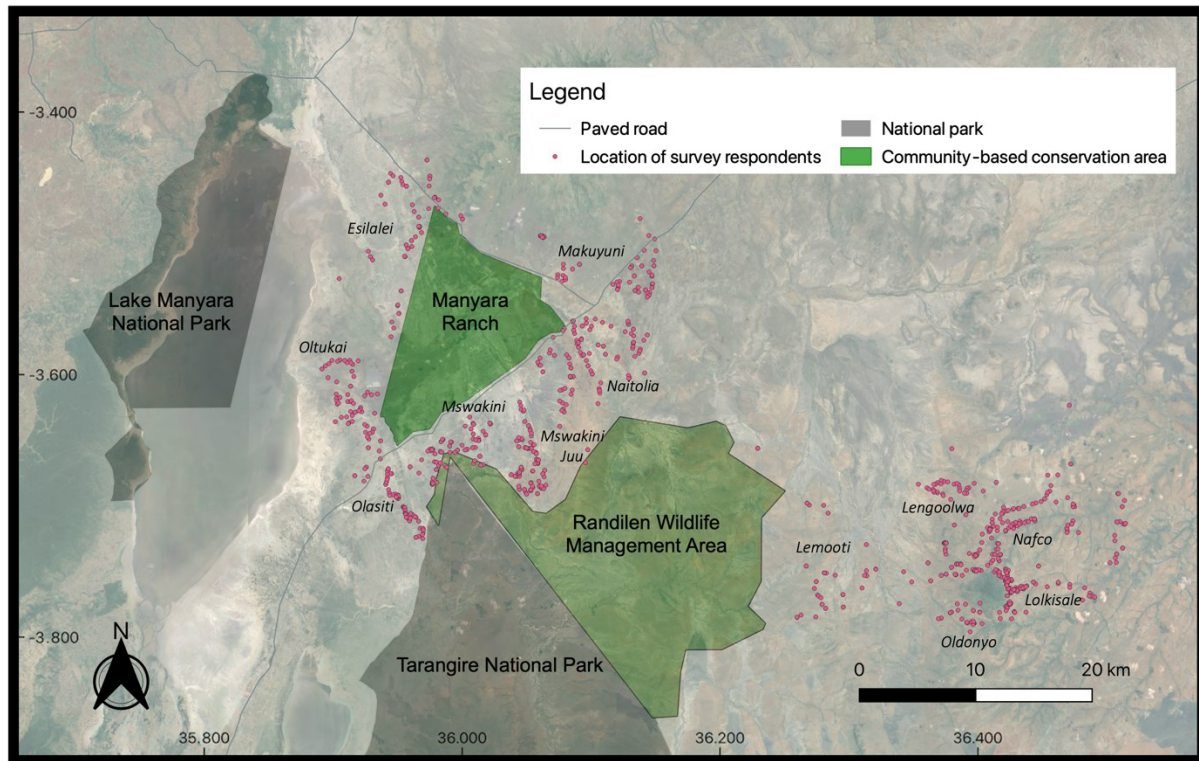 Legend
Paved road
National park
Location of survey respondents
Community-based conservation area
-3.400
Esilalei
Makuyuni
Lake Manyara
National Park
Manyara
Ranch
Oltukai
-3.600
Naitolia
Mswakini
Mswakini
Juu
Olasiti
Lengoolwa
Randilen Wildlife
Management Area
Nafco
Lemooti
Lolkisale
-3.800
N
Oldonyo
Tarangire National Park
0 10 20 km
35.800 36.000 36.200 36.400